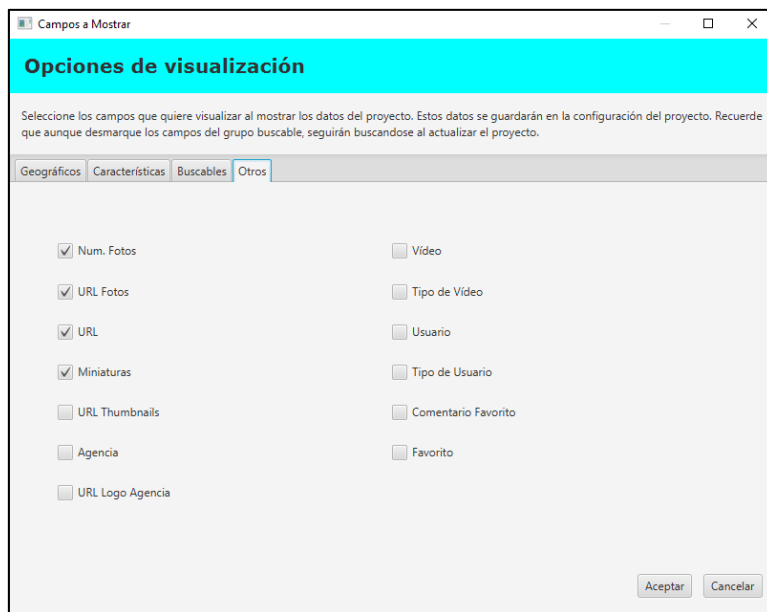 Campos a Mostrar
Opciones de visualización
Seleccione los campos que quiere visualizar al mostrar los datos del proyecto. Estos datos se guardarán en la configuración del proyecto. Recuerde
que aunque desmarque los campos del grupo buscable, seguirán buscandose al actualizar el proyecto.
Geográficos Características Buscables Otros
Num. Fotos Vídeo
URL Fotos Tipo de Vídeo
URL Usuario
Miniaturas Tipo de Usuario
URL Thumbnails Comentario Favorito
Agencia Favorito
URL Logo Agencia
Aceptar Cancelar